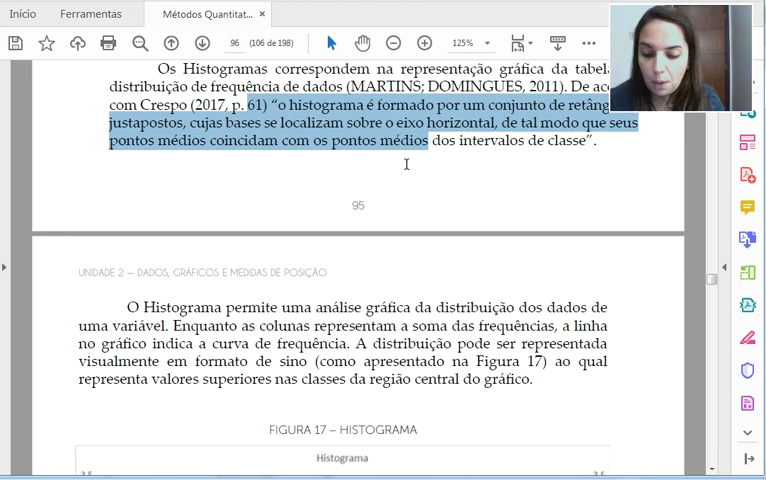 Início Ferramentas Métodos Quantitat... ×
96 (106 de 198) 125%
Os Histogramas correspondem na representação gráfica da
distribuição de frequência de dados (MARTINS; DOMINGUES, 2011). De
com Crespo (2017, p. 61) “o histograma é formado por um conjunto de
justapostos, cujas bases se localizam sobre o eixo horizontal, de tal modo que seus
pontos médios coincidam com os pontos médios dos intervalos de classe”.
95
UNIDADE 2 — DADOS, GRÁFICOS E MEDIDAS DE POSIÇÃO
O Histograma permite uma análise gráfica da distribuição dos dados de
uma variável. Enquanto as colunas representam a soma das frequências, a linha
no gráfico indica a curva de frequência. A distribuição pode ser representada
visualmente em formato de sino (como apresentado na Figura 17) ao qual
representa valores superiores nas classes da região central do gráfico.
FIGURA 17 – HISTOGRAMA
Histograma